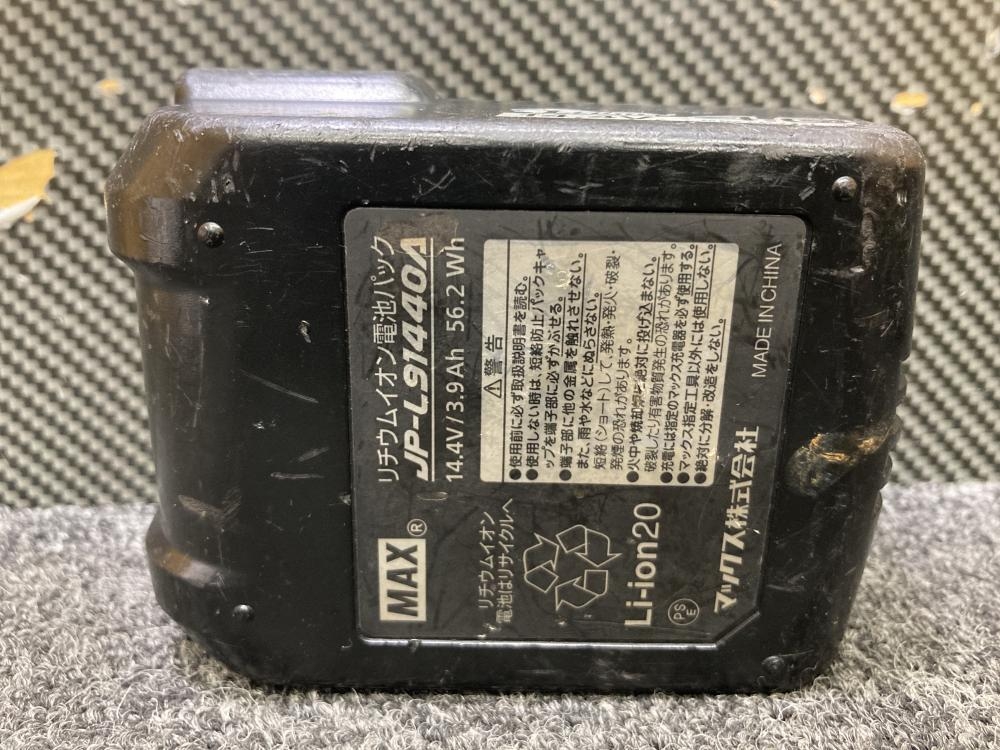 MAX®
リチウムイオン電池パック
JP-L91440A
14.4V/3.9Ah 56.2 Wh
⚠警告
●使用前に必ず取扱説明書を読む。
●使用しない時は、短絡防止パックキャ
ップを端子部に必ずかぶせる。
●端子部に他の金属を触れさせない。
また、雨や水などにぬらさない。
短絡(ショート)して、発熱・発火・破裂・
発煙の恐れがあります。
●火中や焼却炉に絶対に投げ込まない。
破裂したり有害物質発生の恐れがあります。
●充電には指定のマックス充電器を必ず使用する。
●マックス指定工具以外には使用しない。
●絶対に分解・改造をしない。
リチウムイオン
電池はリサイクルへ
Li-ion20
PS
E
マックス株式会社
MADE IN CHINA